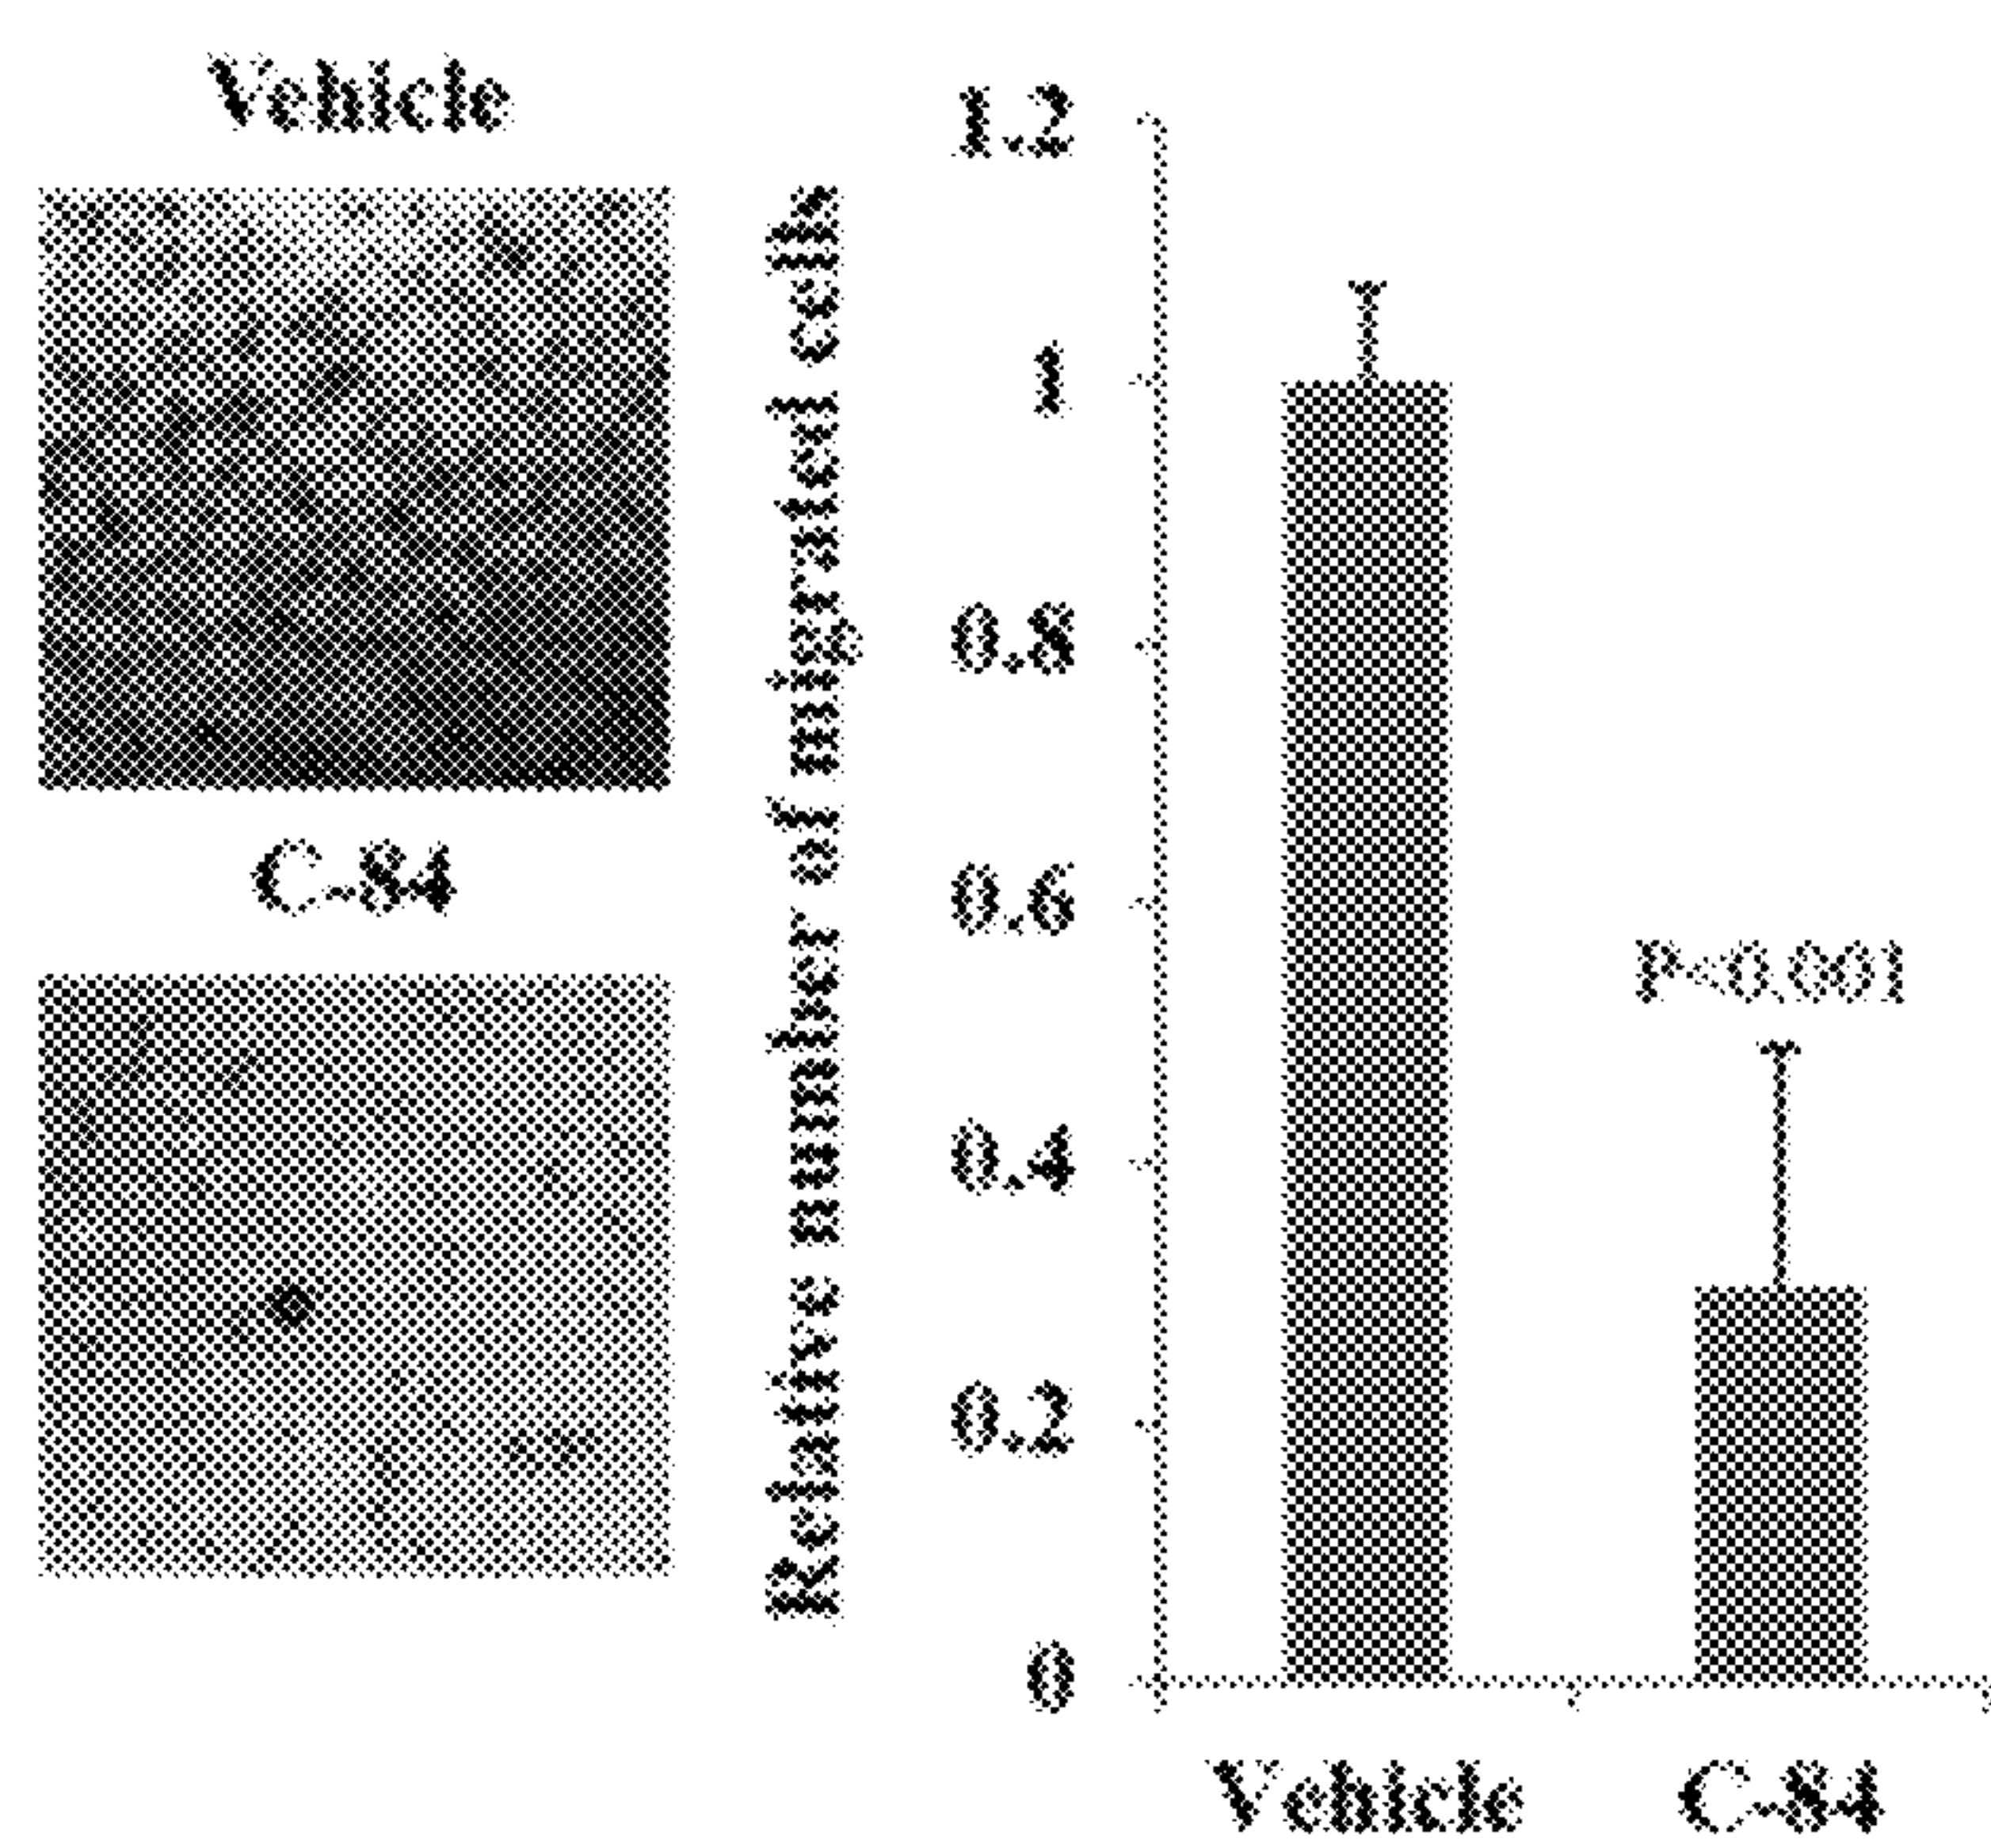 Vehicle
C-84
Relative number of migrated cells
1.2
1
0.8
0.6
0.4
0.2
0
P<0.001
Vehicle
C-84